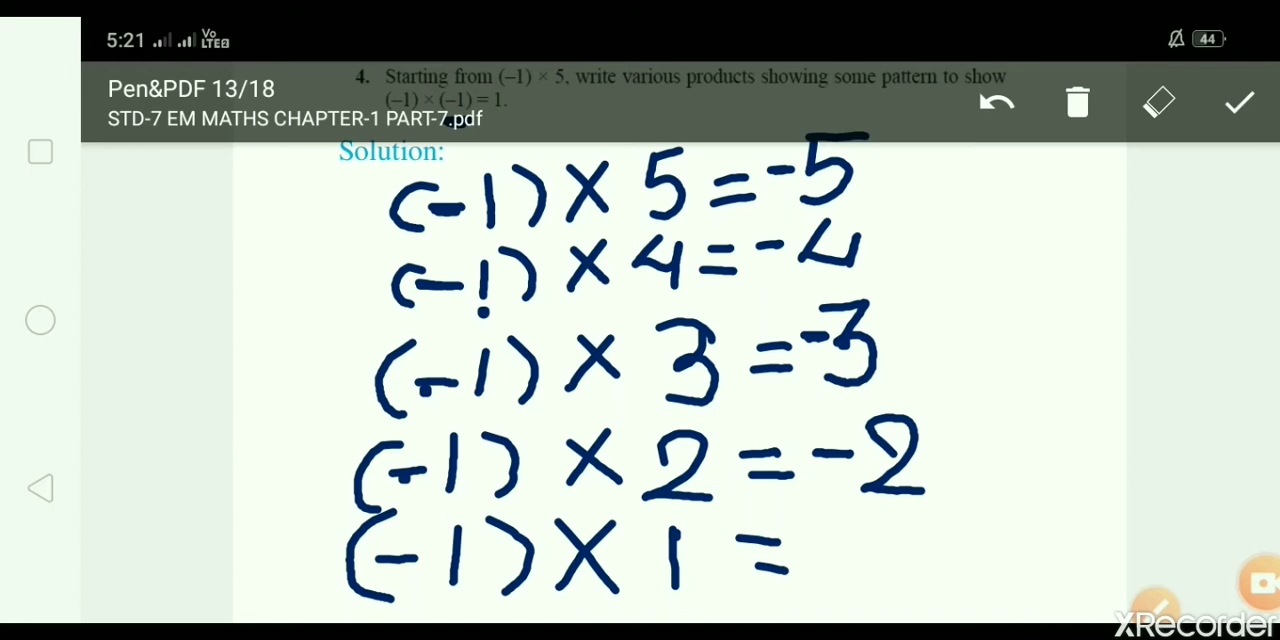 5:21 Vo LTE2 44
Pen&PDF 13/18
STD-7 EM MATHS CHAPTER-1 PART-7.pdf
4. Starting from (–1) × 5, write various products showing some pattern to show
(–1) × (–1) = 1.
Solution:
(-1) × 5 = -5
(-1) × 4 = -4
(-1) × 3 = -3
(-1) × 2 = -2
(-1) × 1 =
XRecorder